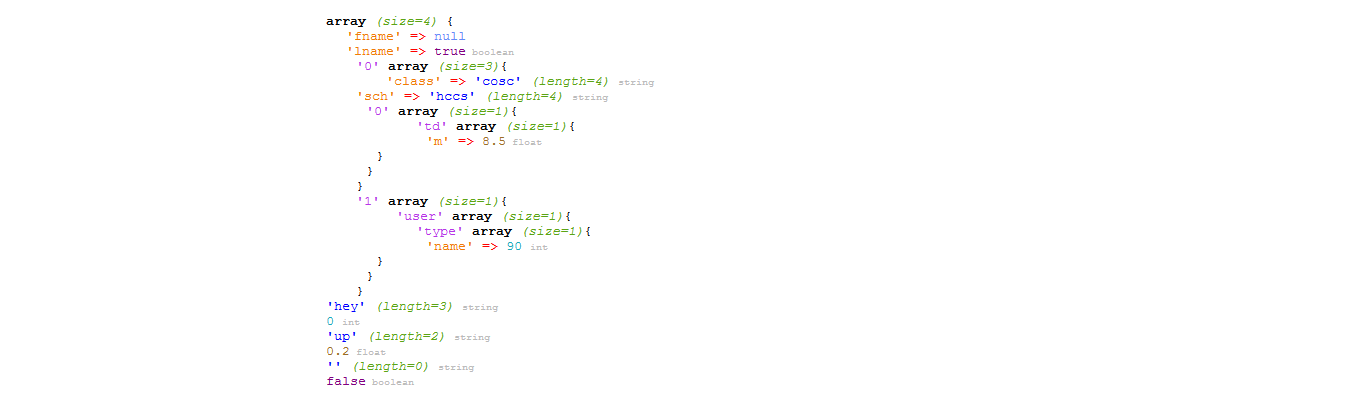 array (size=4) {
'fname' => null
'lname' => true boolean
'0' array (size=3){
'class' => 'cosc' (length=4) string
'sch' => 'hccs' (length=4) string
'0' array (size=1){
'td' array (size=1){
'm' => 8.5 float
}
}
}
'1' array (size=1){
'user' array (size=1){
'type' array (size=1){
'name' => 90 int
}
}
}
'hey' (length=3) string
0 int
'up' (length=2) string
0.2 float
'' (length=0) string
false boolean